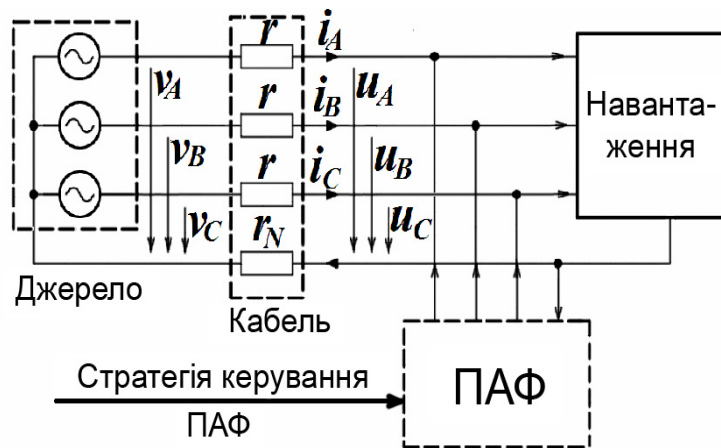 r i_A
v_A u_A
r i_B
Наванта-
ження
v_B u_B
r i_C
v_C r_N u_C
Джерело
Кабель
Стратегія керування
ПАФ
ПАФ